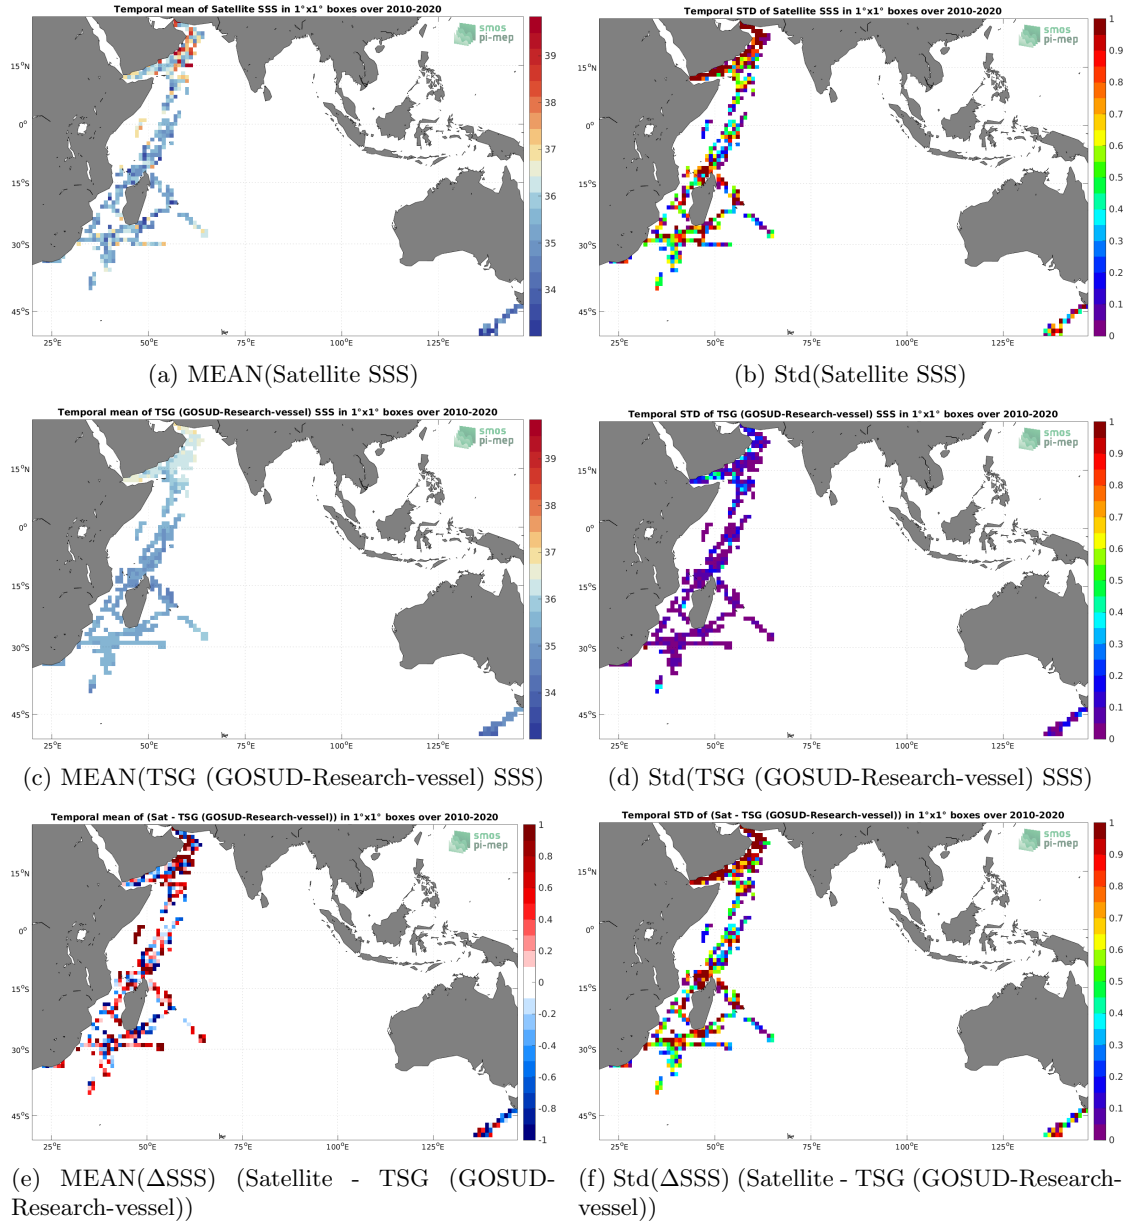 Temporal mean of Satellite SSS in 1°x1° boxes over 2010-2020
smos
pi-mep
15°N
0°
15°S
30°S
45°S
25°E
50°E
75°E
100°E
125°E
39
38
37
36
35
34
(a) MEAN(Satellite SSS)
Temporal STD of Satellite SSS in 1°x1° boxes over 2010-2020
smos
pi-mep
15°N
0°
15°S
30°S
45°S
25°E
50°E
75°E
100°E
125°E
1
0.9
0.8
0.7
0.6
0.5
0.4
0.3
0.2
0.1
0
(b) Std(Satellite SSS)
Temporal mean of TSG (GOSUD-Research-vessel) SSS in 1°x1° boxes over 2010-2020
smos
pi-mep
15°N
0°
15°S
30°S
45°S
25°E
50°E
75°E
100°E
125°E
39
38
37
36
35
34
(c) MEAN(TSG (GOSUD-Research-vessel) SSS)
Temporal STD of TSG (GOSUD-Research-vessel) SSS in 1°x1° boxes over 2010-2020
smos
pi-mep
15°N
0°
15°S
30°S
45°S
25°E
50°E
75°E
100°E
125°E
1
0.9
0.8
0.7
0.6
0.5
0.4
0.3
0.2
0.1
0
(d) Std(TSG (GOSUD-Research-vessel) SSS)
Temporal mean of (Sat - TSG (GOSUD-Research-vessel)) in 1°x1° boxes over 2010-2020
smos
pi-mep
15°N
0°
15°S
30°S
45°S
25°E
50°E
75°E
100°E
125°E
1
0.8
0.6
0.4
0.2
0
-0.2
-0.4
-0.6
-0.8
-1
(e) MEAN(ΔSSS) (Satellite - TSG (GOSUD-
Research-vessel))
Temporal STD of (Sat - TSG (GOSUD-Research-vessel)) in 1°x1° boxes over 2010-2020
smos
pi-mep
15°N
0°
15°S
30°S
45°S
25°E
50°E
75°E
100°E
125°E
1
0.9
0.8
0.7
0.6
0.5
0.4
0.3
0.2
0.1
0
(f) Std(ΔSSS) (Satellite - TSG (GOSUD-Research-
vessel))